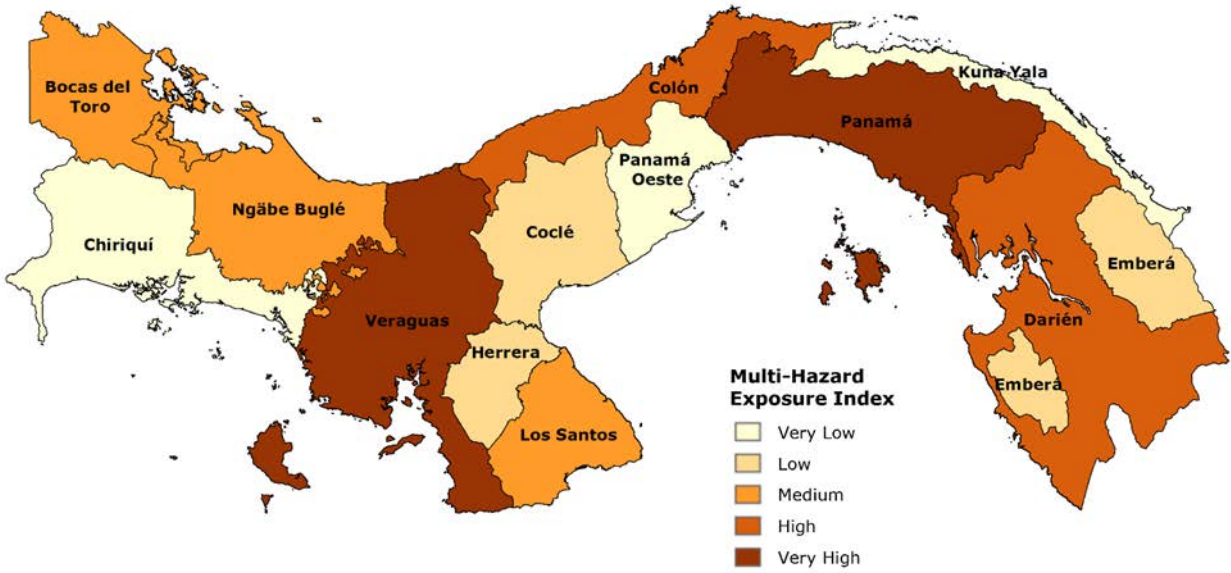 Bocas del
Toro
Ngäbe Buglé
Chiriquí
Veraguas
Colón
Coclé
Panamá
Oeste
Herrera
Los Santos
Panamá
Kuna Yala
Emberá
Darién
Emberá
Multi-Hazard
Exposure Index
Very Low
Low
Medium
High
Very High